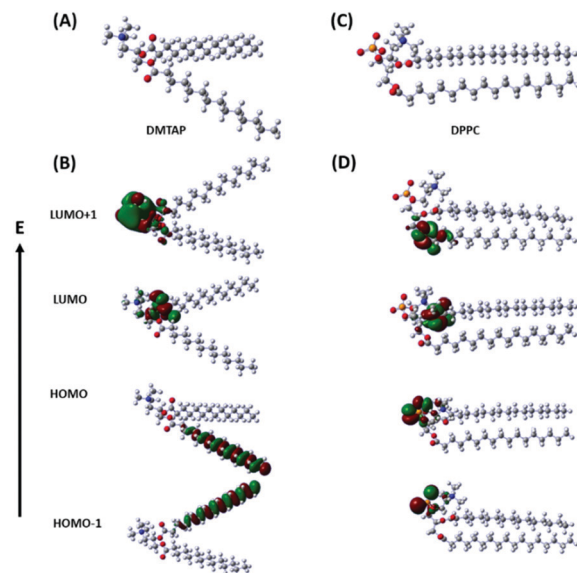 (A)
(C)
DMTAP
DPPC
(B)
(D)
LUMO+1
E
LUMO
HOMO
HOMO-1